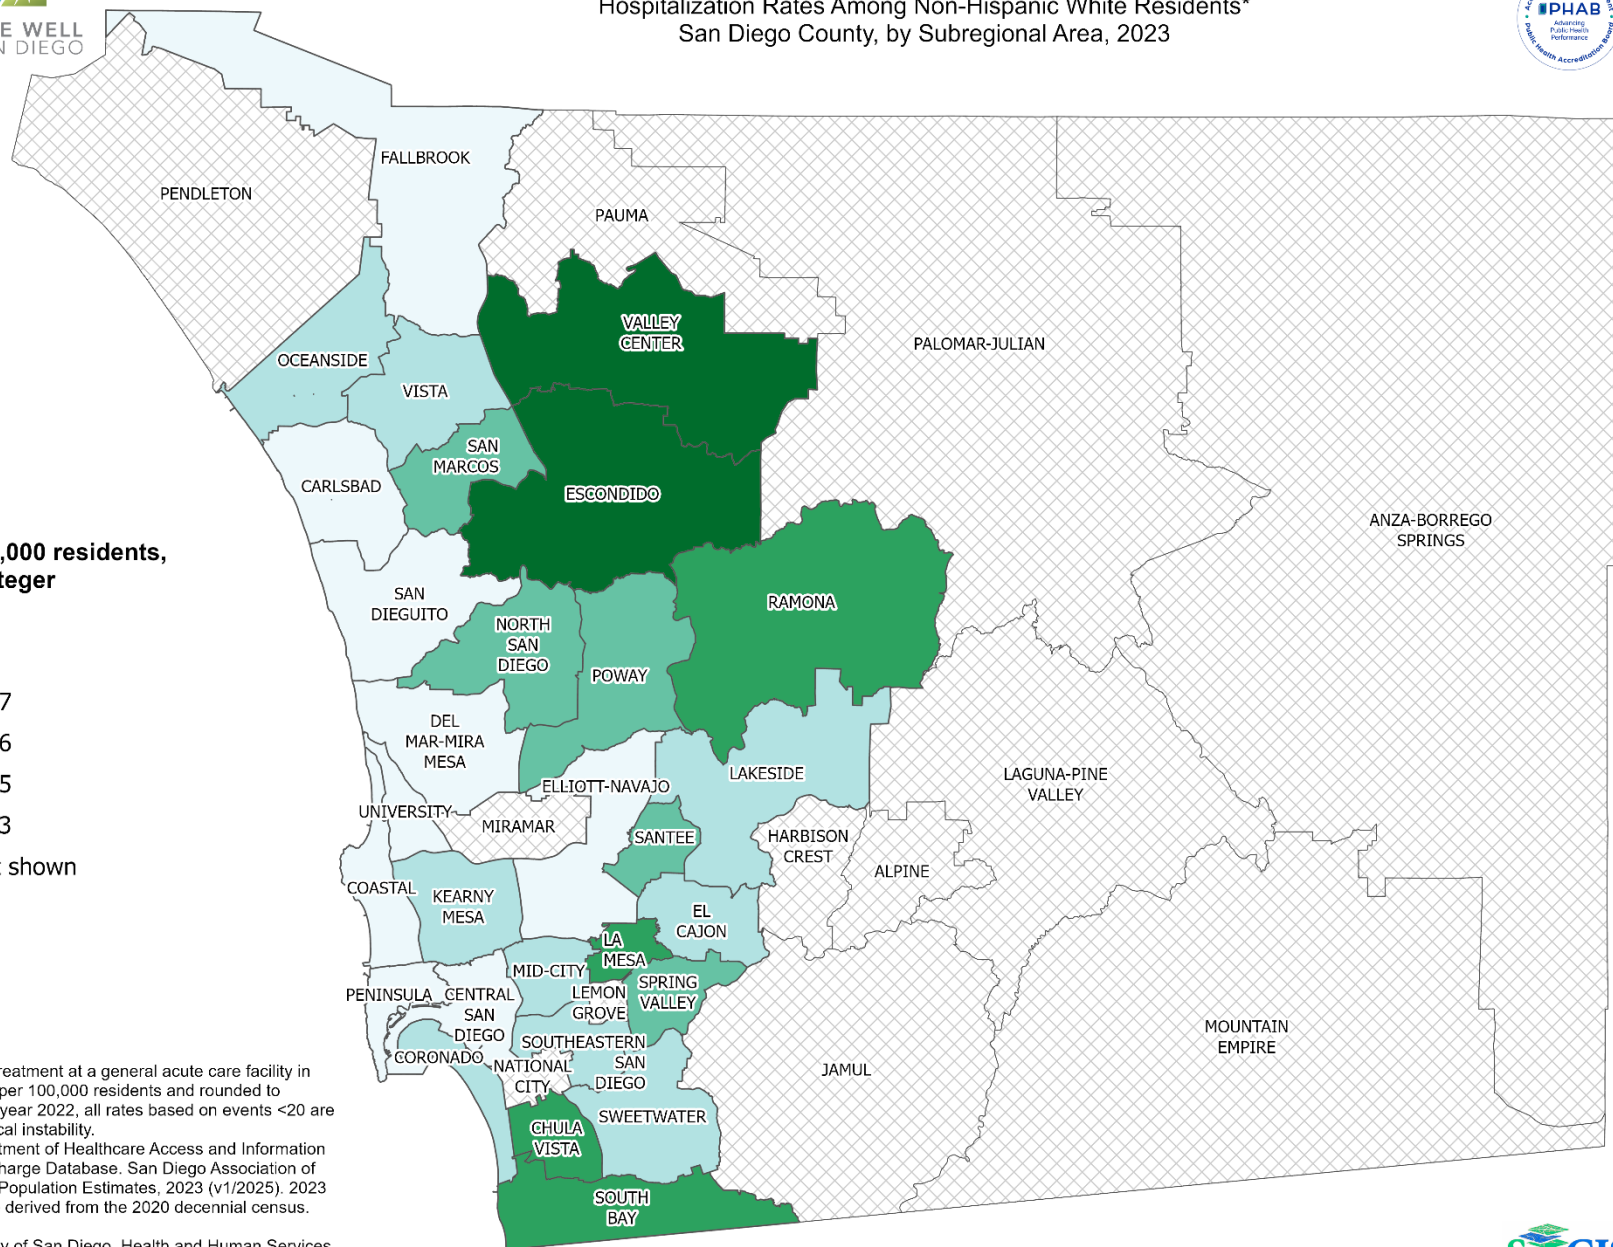 E WELL
N DIEGO
Hospitalization Rates Among Non-Hispanic White Residents*
San Diego County, by Subregional Area, 2023
PHAB
Advancing
Public Health
Performance
Public Health Accreditation Board
FALLBROOK
PENDLETON
PAUMA
VALLEY
CENTER
PALOMAR-JULIAN
OCEANSIDE
VISTA
SAN
MARCOS
CARLSBAD
ESCONDIDO
ANZA-BORREGO
SPRINGS
,000 residents,
teger
SAN
DIEGUITO
RAMONA
NORTH
SAN
DIEGO
POWAY
7
6
5
3
t shown
DEL
MAR-MIRA
MESA
LAKESIDE
LAGUNA-PINE
VALLEY
ELLIOTT-NAVAJO
UNIVERSITY
MIRAMAR
SANTEE
HARBISON
CREST
ALPINE
COASTAL
KEARNY
MESA
EL
CAJON
LA
MESA
MID-CITY
SPRING
VALLEY
LEMON
GROVE
PENINSULA
CENTRAL
SAN
DIEGO
SOUTHEASTERN
SAN
DIEGO
CORONADO
NATIONAL
CITY
MOUNTAIN
EMPIRE
JAMUL
SWEETWATER
CHULA
VISTA
SOUTH
BAY
reatment at a general acute care facility in
per 100,000 residents and rounded to
year 2022, all rates based on events <20 are
cal instability.
tment of Healthcare Access and Information
harge Database. San Diego Association of
Population Estimates, 2023 (v1/2025). 2023
derived from the 2020 decennial census.
y of San Diego, Health and Human Services